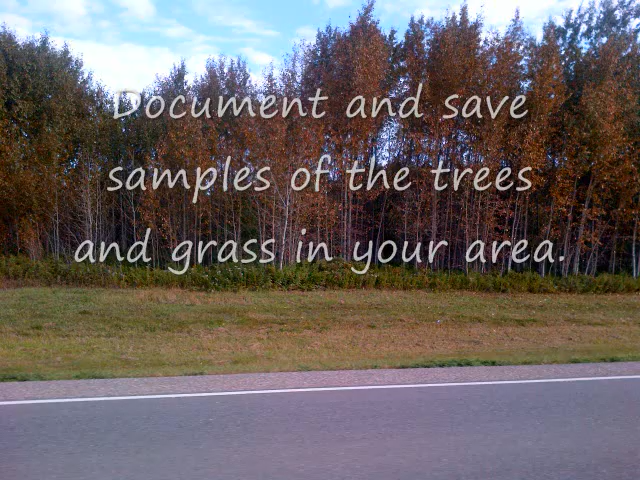 Document and save
samples of the trees
and grass in your area.